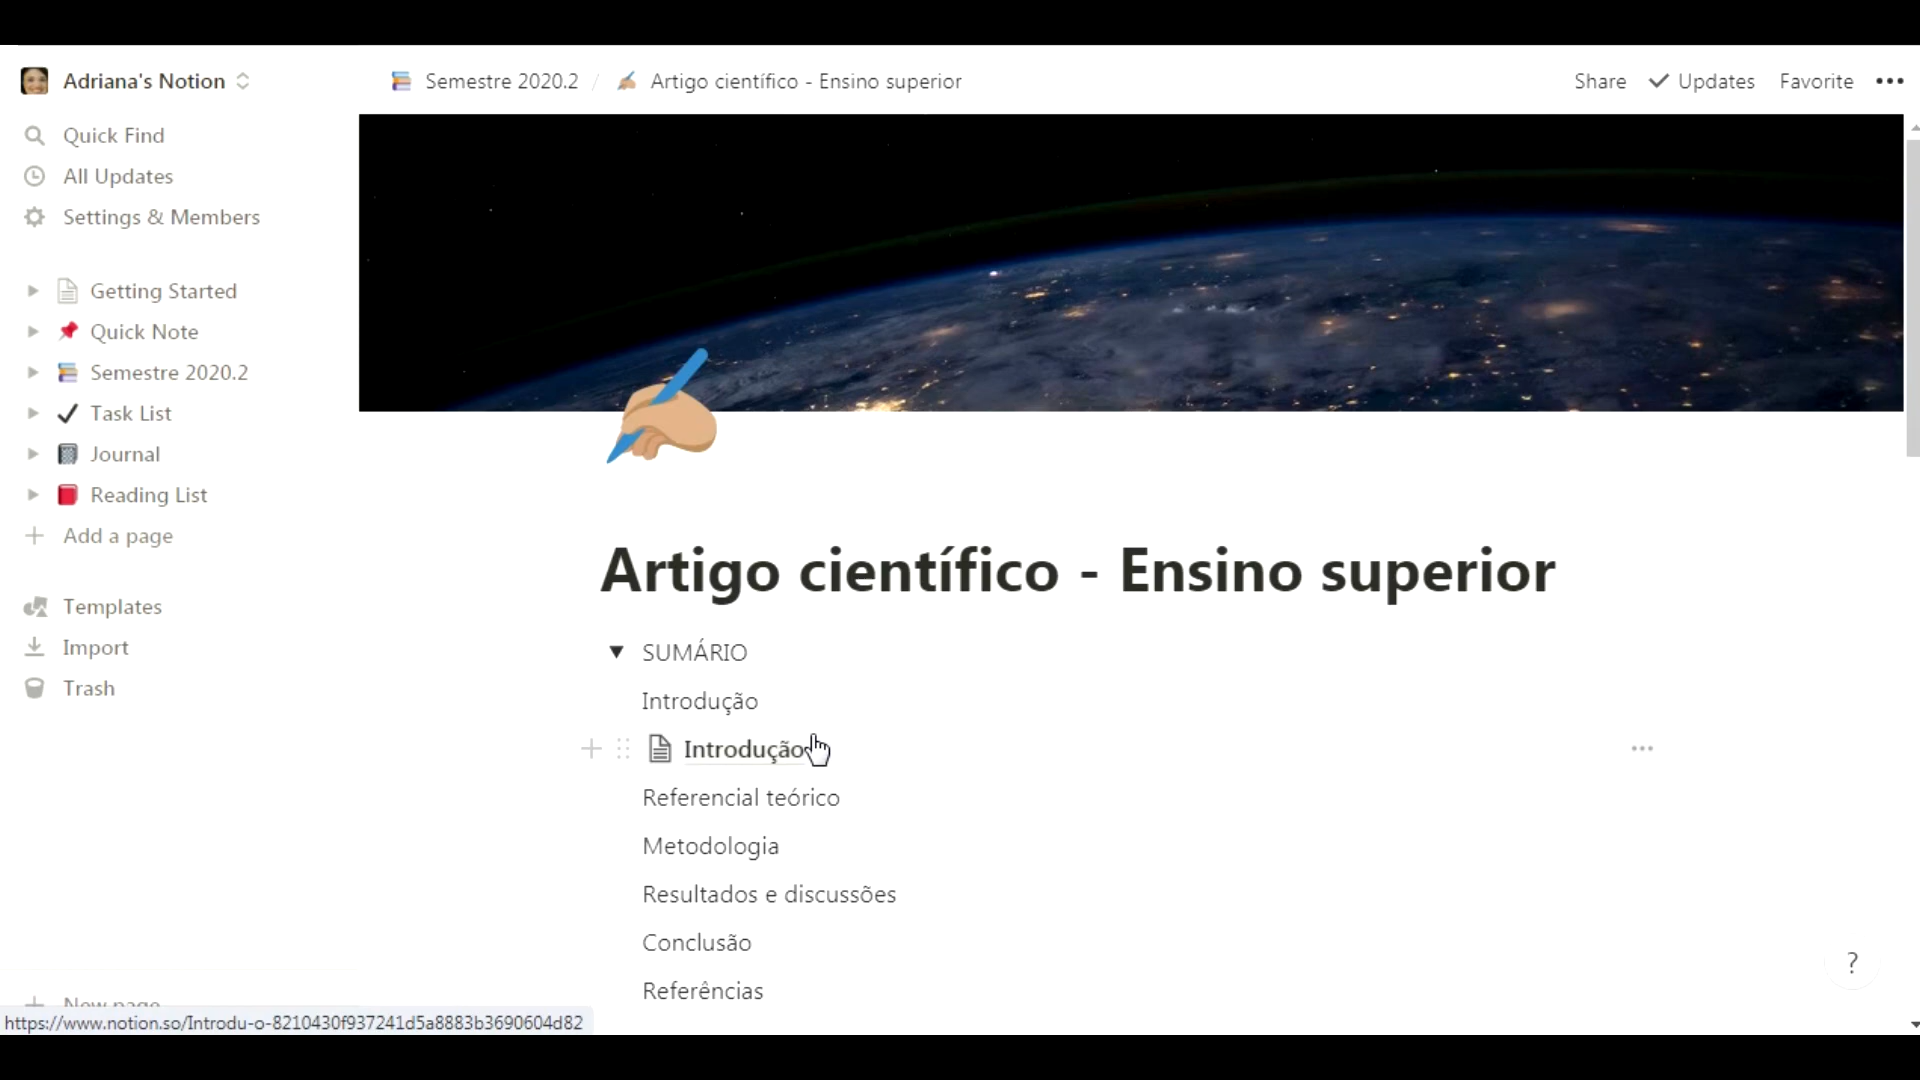 Adriana's Notion
Semestre 2020.2 / Artigo científico - Ensino superior
Share Updates Favorite
Quick Find
All Updates
Settings & Members
Getting Started
Quick Note
Semestre 2020.2
Task List
Journal
Reading List
Add a page
Templates
Import
Trash
New page
Artigo científico - Ensino superior
SUMÁRIO
Introdução
Introdução
Referencial teórico
Metodologia
Resultados e discussões
Conclusão
Referências
?
https://www.notion.so/Introdu-o-8210430f937241d5a8883b3690604d82